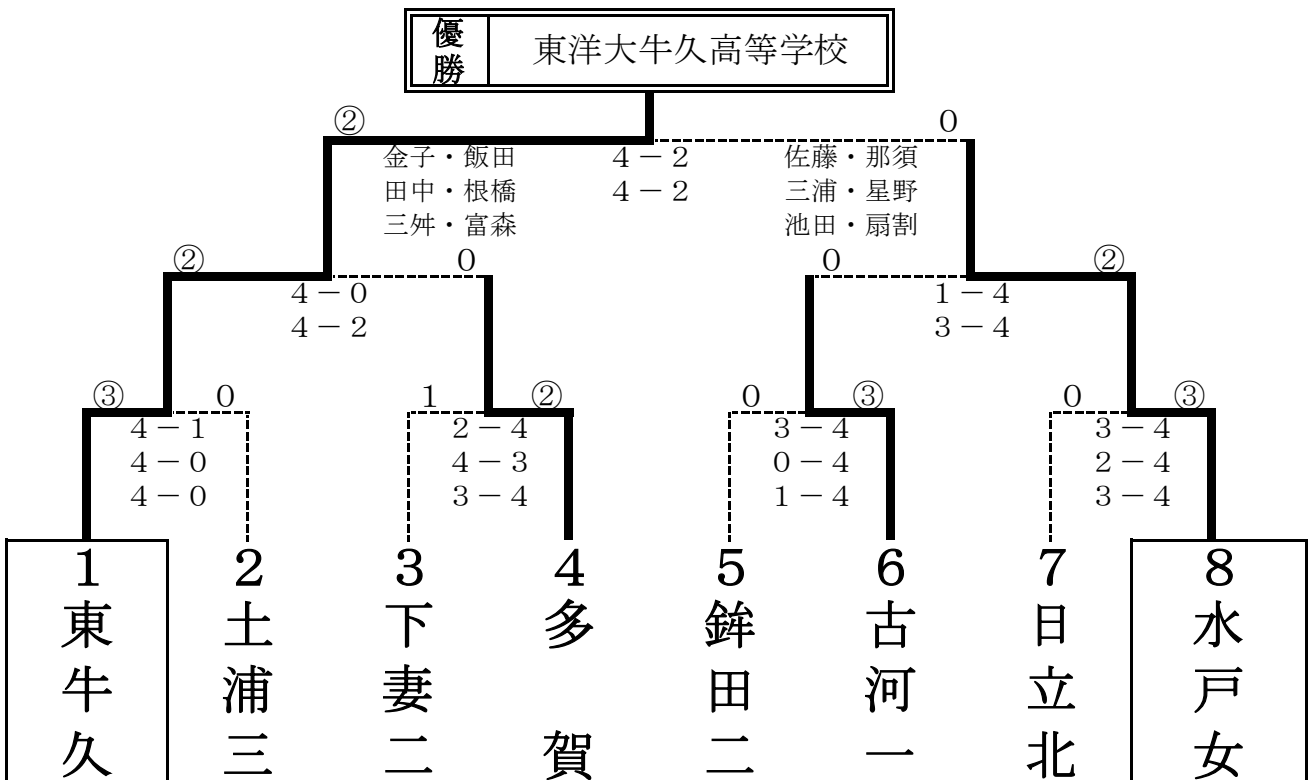 優勝 東洋大牛久高等学校
② 0
金子・飯田 4－2 佐藤・那須
田中・根橋 4－2 三浦・星野
三舛・富森 池田・扇割
② 0 0 ②
4－0 1－4
4－2 3－4
③ 0 1 ② 0 ③ 0 ③
4－1 2－4 3－4 3－4
4－0 4－3 0－4 2－4
4－0 3－4 1－4 3－4
1 2 3 4 5 6 7 8
東牛久
土浦三
下妻二
多賀
鉾田二
古河一
日立北
水戸女